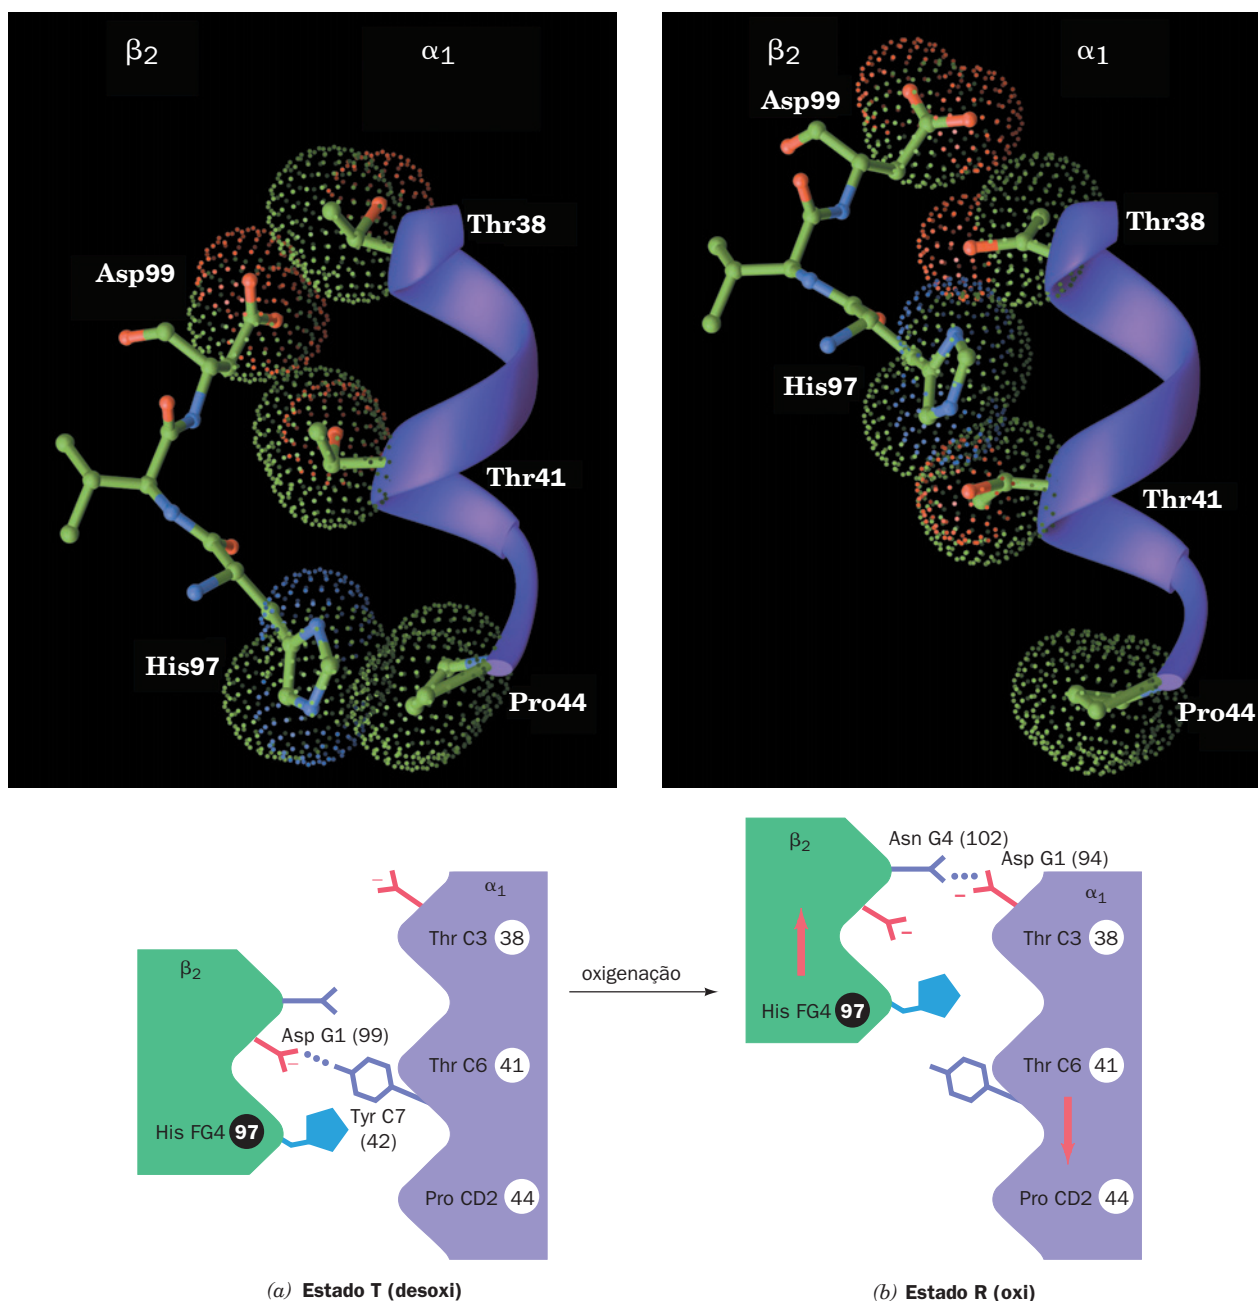 β2
α1
Thr38
Asp99
Thr41
His97
Pro44
β2
α1
Asp99
Thr38
His97
Thr41
Pro44
α1
Thr C3 38
β2
Asp G1 (99)
Thr C6 41
Tyr C7
(42)
His FG4 97
Pro CD2 44
–
–
(a) Estado T (desoxi)
oxigenação
β2
Asn G4 (102)
Asp G1 (94)
α1
Thr C3 38
His FG4 97
Thr C6 41
Pro CD2 44
–
–
(b) Estado R (oxi)